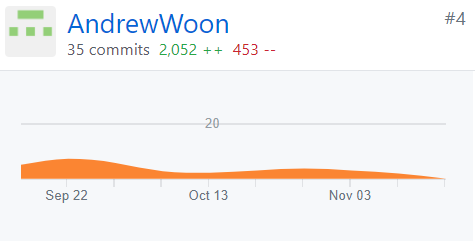 AndrewWoon #4
35 commits 2,052 ++ 453 --
20
Sep 22 Oct 13 Nov 03